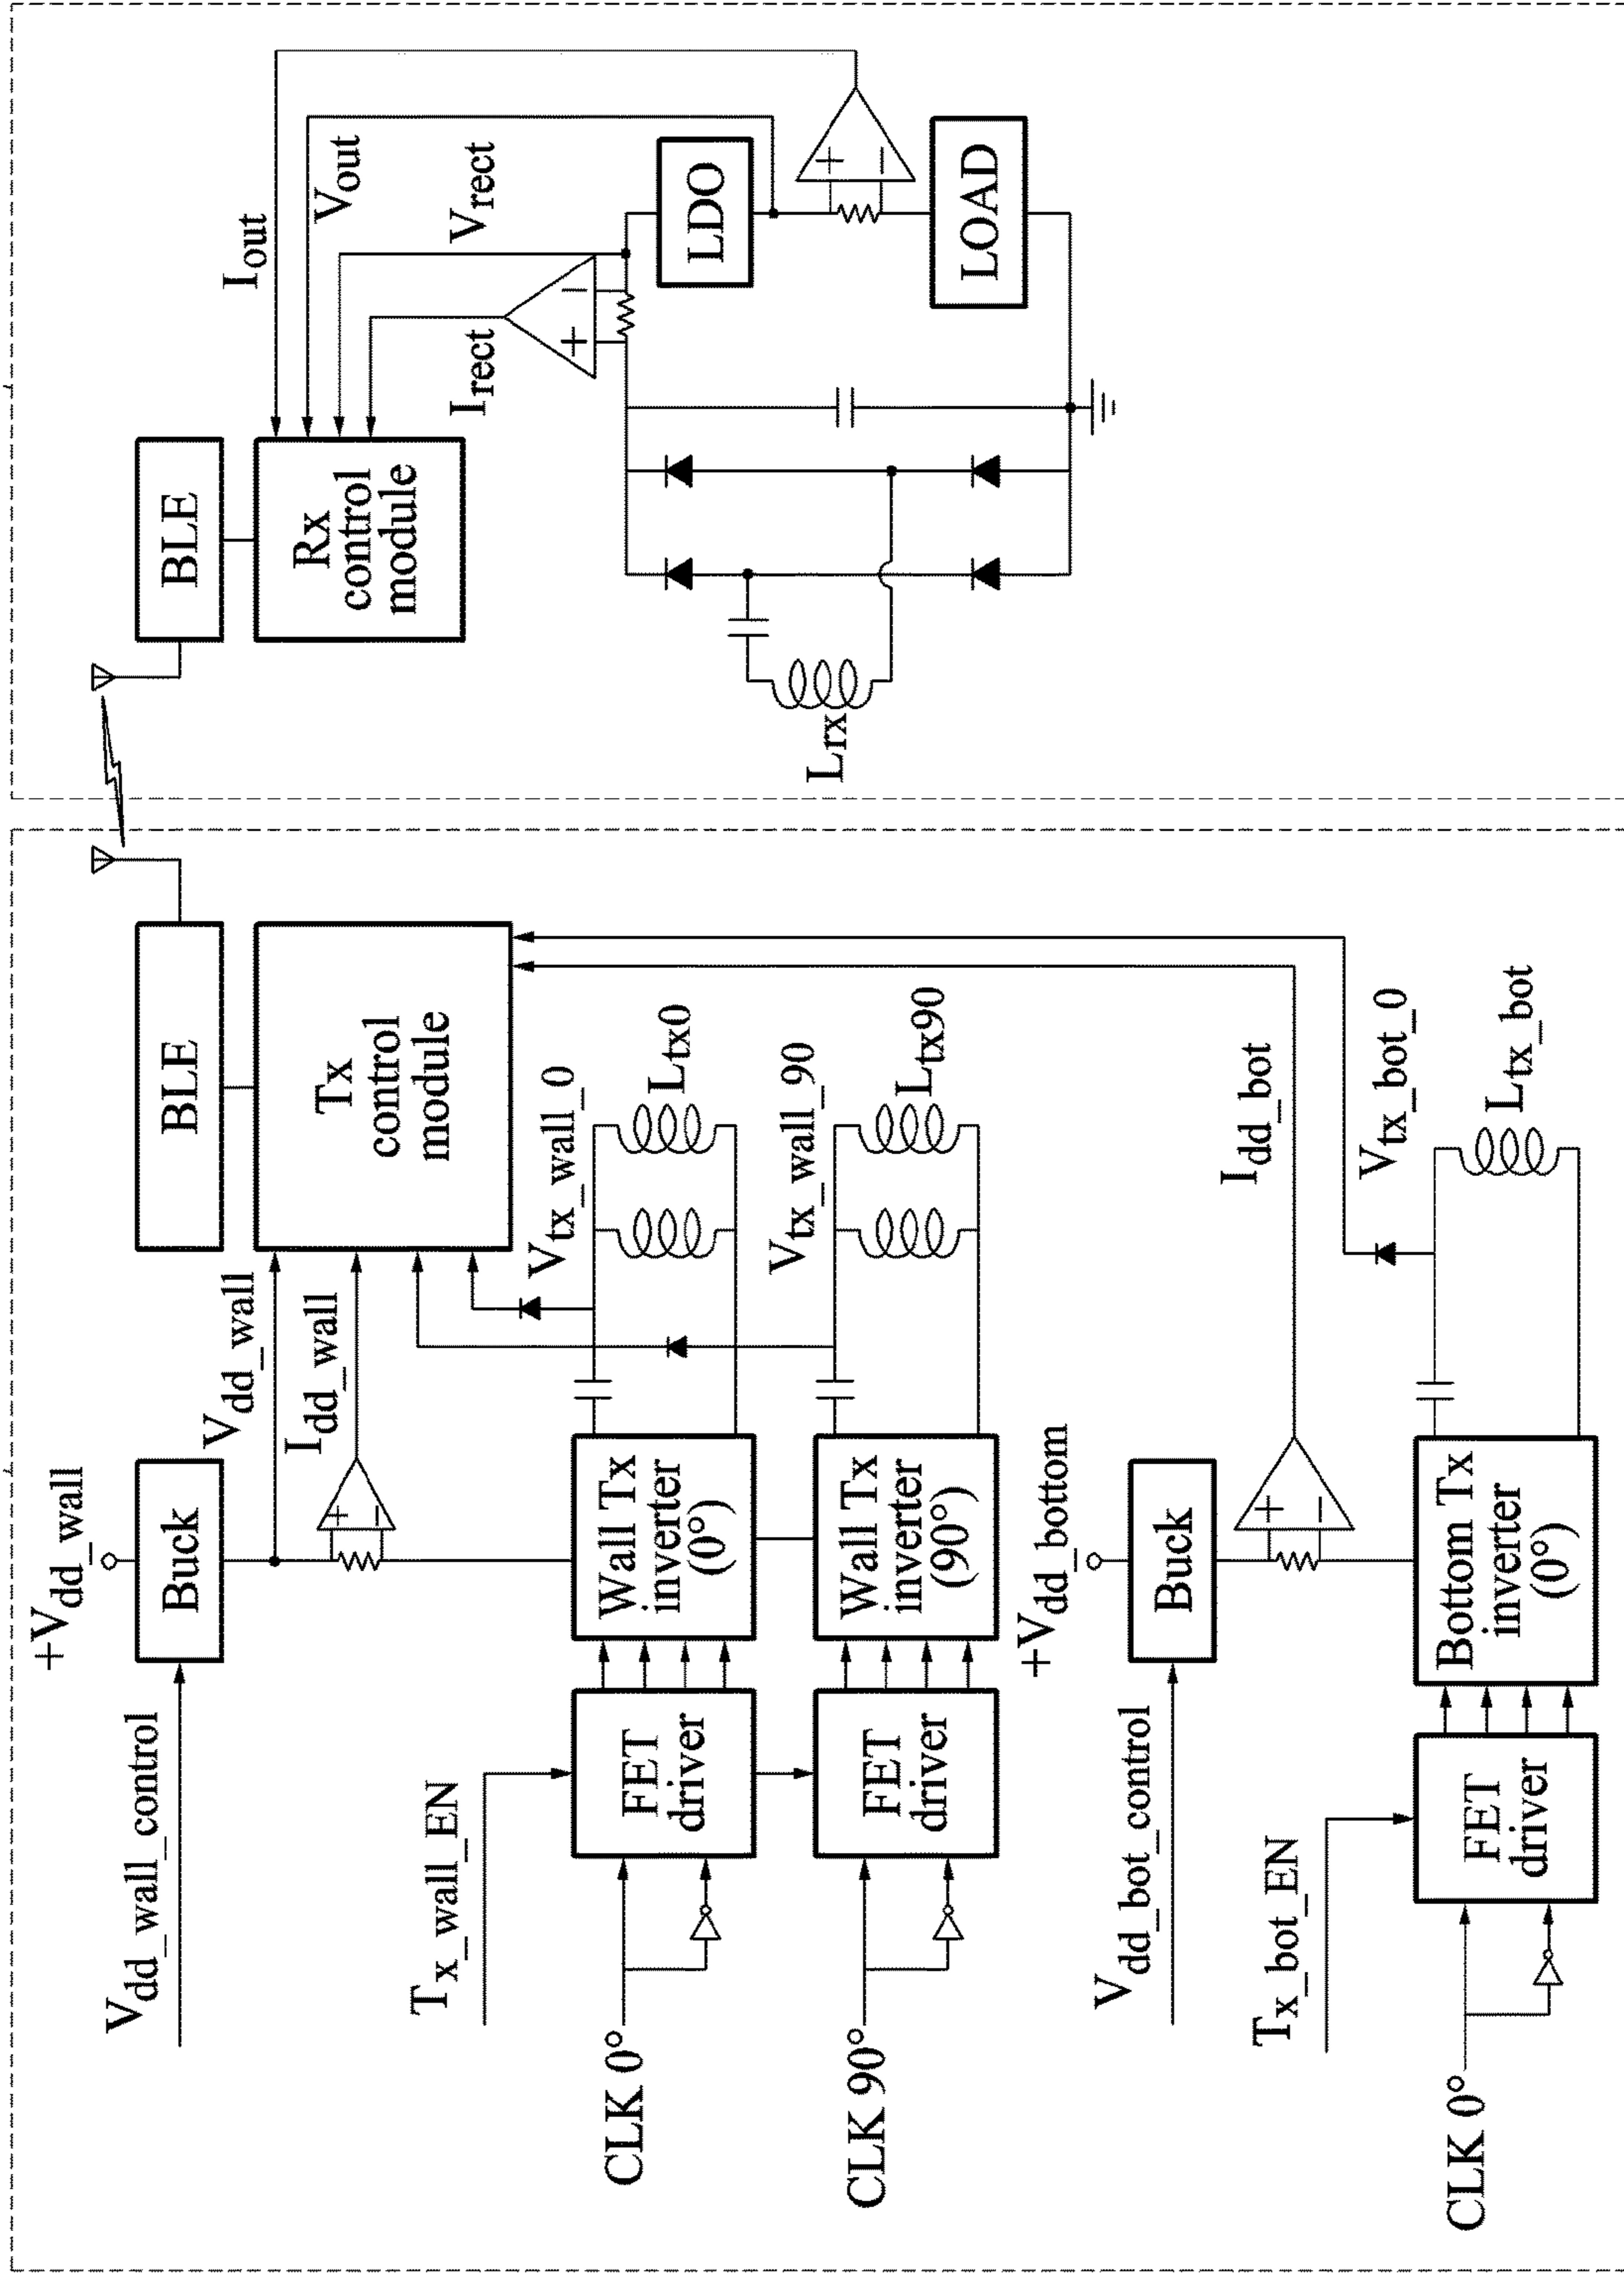 +Vdd_wall
Vdd_wall_control
Buck
Vdd_wall
Idd_wall
+
−
Tx_wall_EN
CLK 0°
FET
driver
Wall Tx
inverter
(0°)
Vtx_wall_0
Ltx0
CLK 90°
FET
driver
Wall Tx
inverter
(90°)
Vtx_wall_90
Ltx90
BLE
Tx
control
module
+Vdd_bottom
Vdd_bot_control
Buck
+
−
Idd_bot
Tx_bot_EN
CLK 0°
FET
driver
Bottom Tx
inverter
(0°)
Vtx_bot_0
Ltx_bot
BLE
Rx
control
module
Iout
Vout
Vrect
Irect
+
−
LDO
+
−
LOAD
Lrx